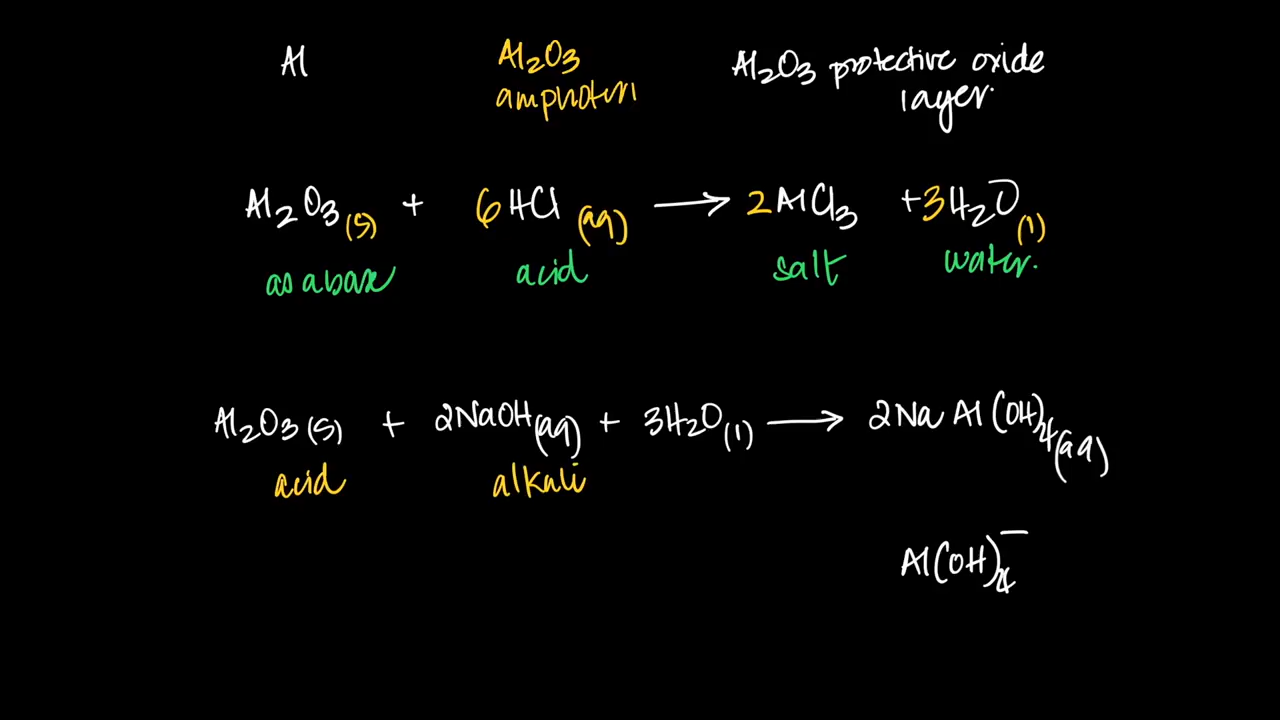 Al Al₂O₃ Al₂O₃ protective oxide
amphoteri layer.
Al₂O₃(s) + 6HCl(aq) → 2AlCl₃ + 3H₂O(l)
as a base acid salt water.
Al₂O₃(s) + 2NaOH(aq) + 3H₂O(l) → 2NaAl(OH)₄(aq)
acid alkali
Al(OH)₄⁻